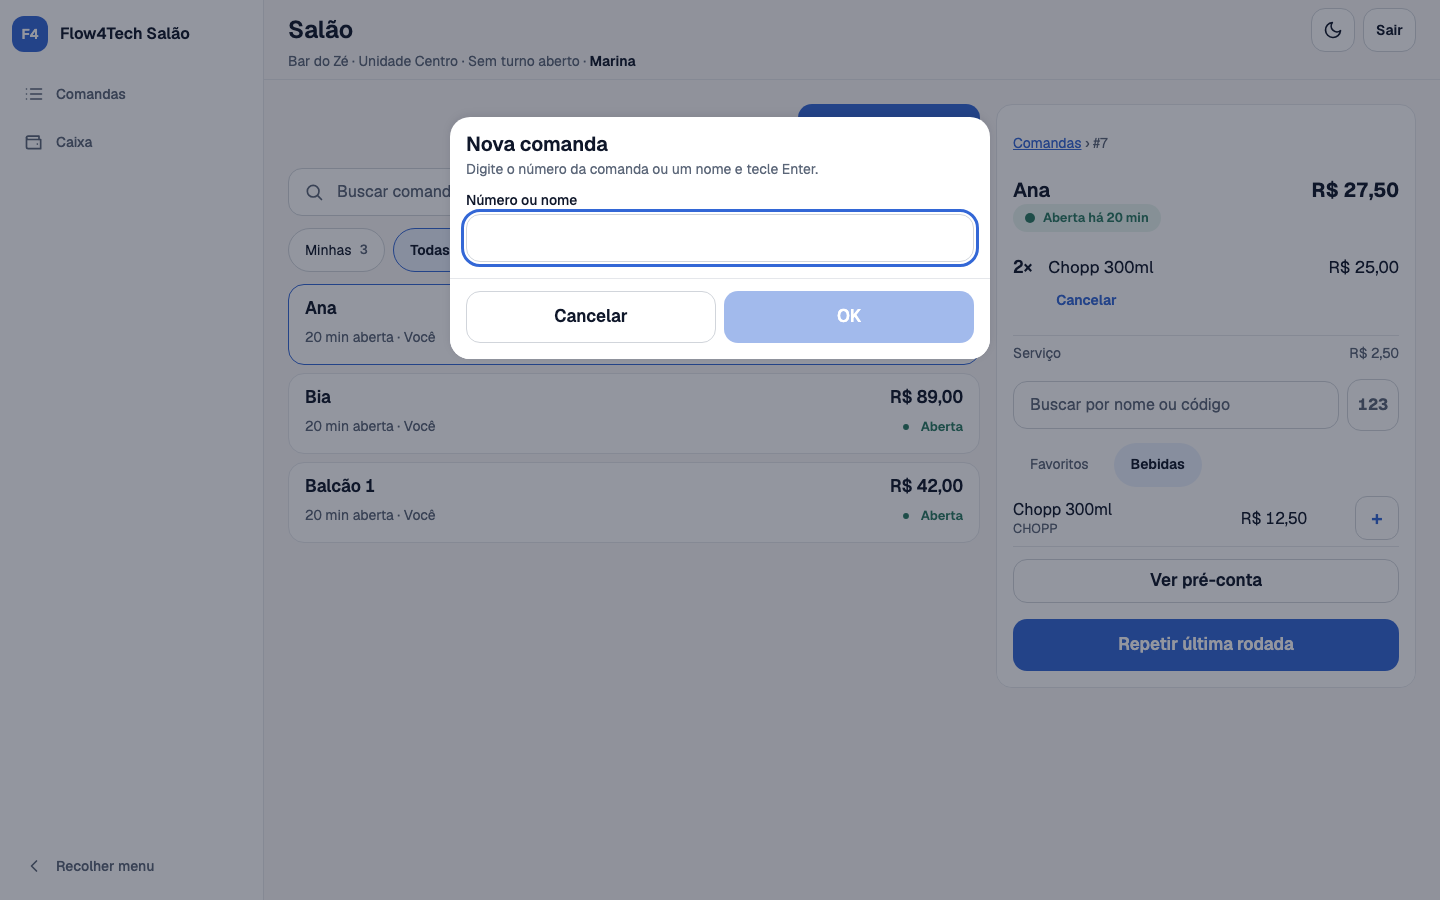 F4 Flow4Tech Salão
Comandas
Caixa
Recolher menu
Salão
Bar do Zé · Unidade Centro · Sem turno aberto · Marina
Sair
Nova comanda
Digite o número da comanda ou um nome e tecle Enter.
Número ou nome
Cancelar
OK
Buscar comand
Minhas 3
Todas
Ana
20 min aberta · Você
Bia
R$ 89,00
20 min aberta · Você
Aberta
Balcão 1
R$ 42,00
20 min aberta · Você
Aberta
Comandas › #7
Ana
R$ 27,50
Aberta há 20 min
2× Chopp 300ml
R$ 25,00
Cancelar
Serviço
R$ 2,50
Buscar por nome ou código
123
Favoritos
Bebidas
Chopp 300ml
CHOPP
R$ 12,50
+
Ver pré-conta
Repetir última rodada